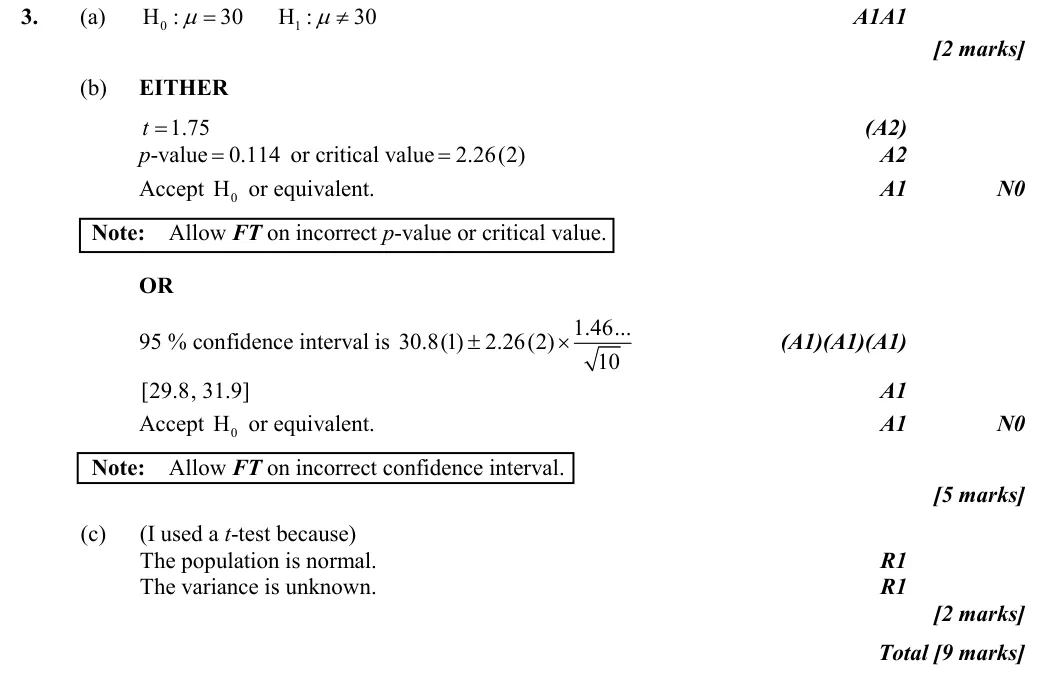 3. (a) H₀ : μ = 30 H₁ : μ ≠ 30 A1A1
[2 marks]
(b) EITHER
t = 1.75 (A2)
p-value = 0.114 or critical value = 2.26(2) A2
Accept H₀ or equivalent. A1 N0
Note: Allow FT on incorrect p-value or critical value.
OR
95 % confidence interval is 30.8(1) ± 2.26(2) × 1.46.../√10 (A1)(A1)(A1)
[29.8, 31.9] A1
Accept H₀ or equivalent. A1 N0
Note: Allow FT on incorrect confidence interval.
[5 marks]
(c) (I used a t-test because)
The population is normal. R1
The variance is unknown. R1
[2 marks]
Total [9 marks]